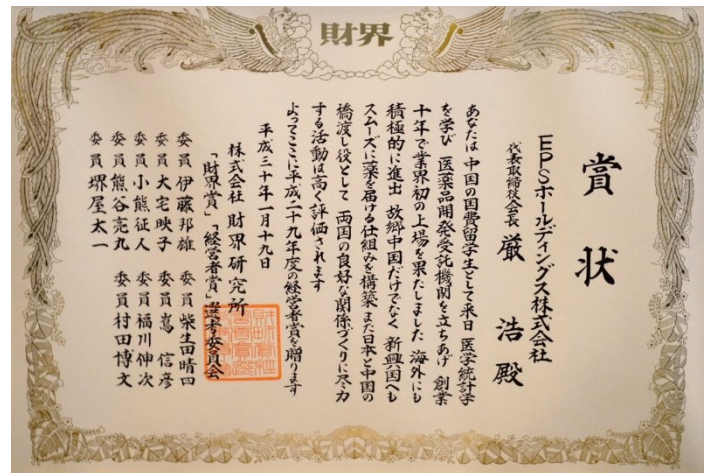 財界
賞状
EPSホールディングス株式会社
代表取締役会長 厳 浩 殿
あなたは 中国の国費留学生として来日 医学統計学
を学び 医薬品開発受託機関を立ちあげ 創業
十年で業界初の上場を果たしました 海外にも
積極的に進出 故郷中国だけでなく 新興国へも
スムーズに薬を届ける仕組みを構築 また日本と中国の
橋渡し役として 両国の良好な関係づくりに尽力
する活動は高く評価されます
よってここに平成二十九年度の経営者賞を贈ります
平成三十年一月十九日
株式会社 財界研究所
「財界賞」「経営者賞」選考委員会
委員 伊藤邦雄 委員 柴生田晴四
委員 大宅映子 委員 嶌 信彦
委員 小熊征人 委員 福川伸次
委員 熊谷亮丸 委員 村田博文
委員 堺屋太一